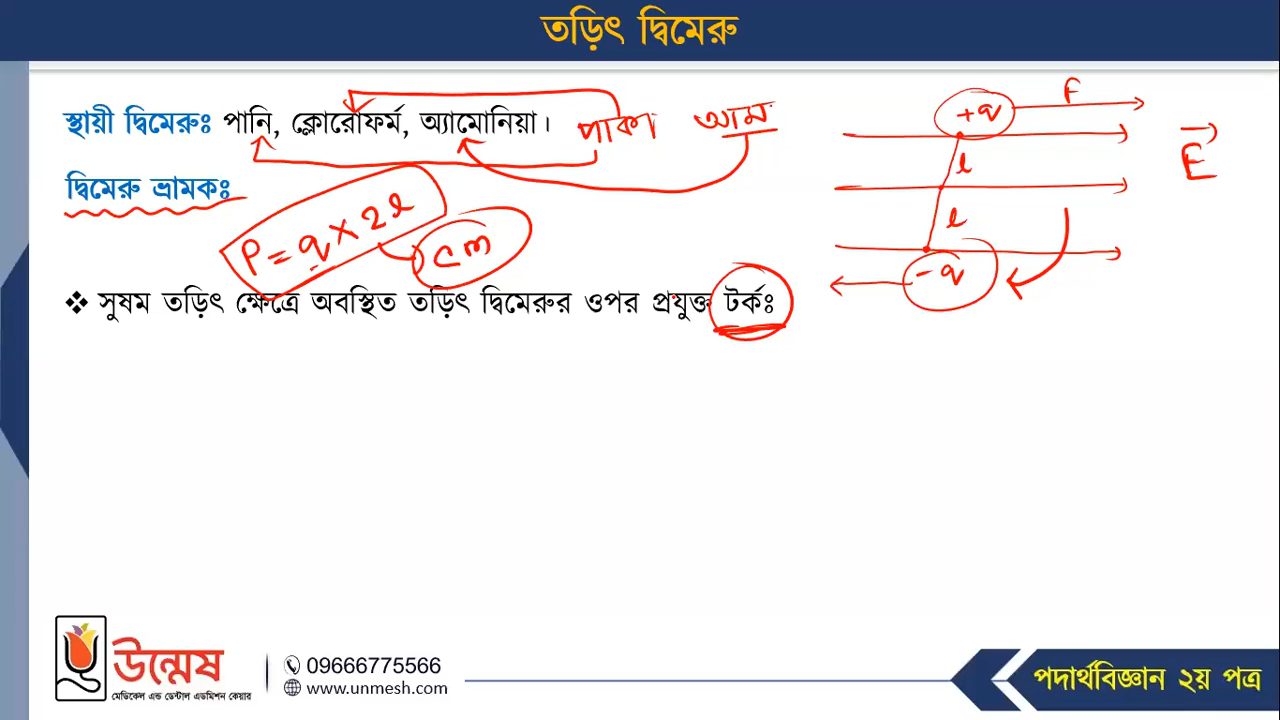 তড়িৎ দ্বিমেরু
স্থায়ী দ্বিমেরুঃ পানি, ক্লোরোফর্ম, অ্যামোনিয়া। পাকা আম
দ্বিমেরু ভ্রামকঃ
P = q × 2l
cm
❖ সুষম তড়িৎ ক্ষেত্রে অবস্থিত তড়িৎ দ্বিমেরুর ওপর প্রযুক্ত টর্কঃ
+q F
E
l
l
-q
উন্মেষ
মেডিকেল এন্ড ডেন্টাল এডমিশন কেয়ার
09666775566
www.unmesh.com
পদার্থবিজ্ঞান ২য় পত্র